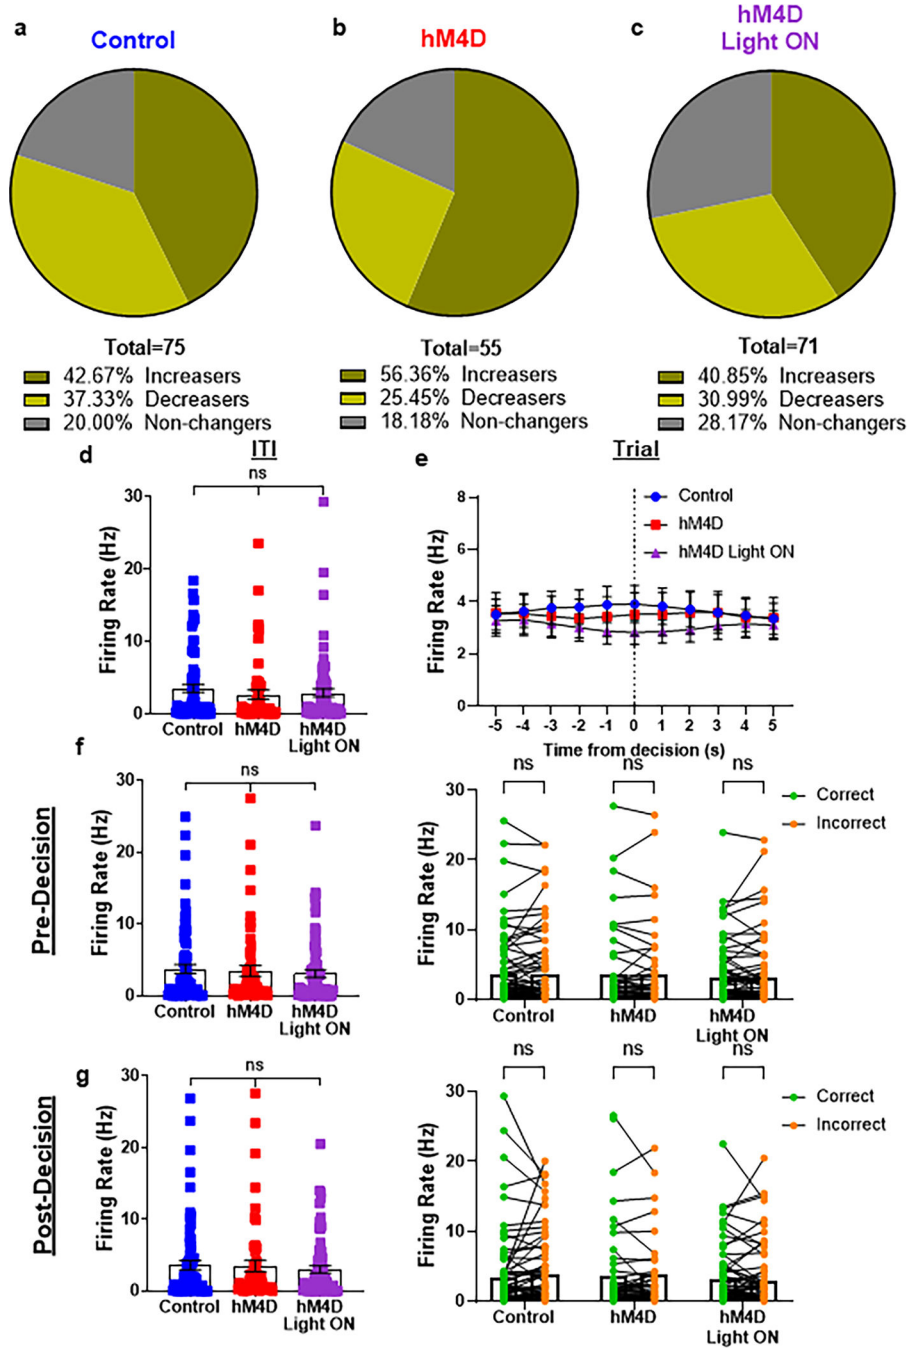 a
Control
b
hM4D
c
hM4D
Light ON
Total=75
42.67% Increasers
37.33% Decreasers
20.00% Non-changers
Total=55
56.36% Increasers
25.45% Decreasers
18.18% Non-changers
Total=71
40.85% Increasers
30.99% Decreasers
28.17% Non-changers
d
ITI
ns
Firing Rate (Hz)
30
20
10
0
Control
hM4D
hM4D
Light ON
e
Trial
Control
hM4D
hM4D Light ON
Firing Rate (Hz)
8
6
4
2
0
-5 -4 -3 -2 -1 0 1 2 3 4 5
Time from decision (s)
f
Pre-Decision
ns
Firing Rate (Hz)
30
20
10
0
Control
hM4D
hM4D
Light ON
ns
ns
ns
Correct
Incorrect
Firing Rate (Hz)
30
20
10
0
Control
hM4D
hM4D
Light ON
g
Post-Decision
ns
Firing Rate (Hz)
30
20
10
0
Control
hM4D
hM4D
Light ON
ns
ns
ns
Correct
Incorrect
Firing Rate (Hz)
30
20
10
0
Control
hM4D
hM4D
Light ON